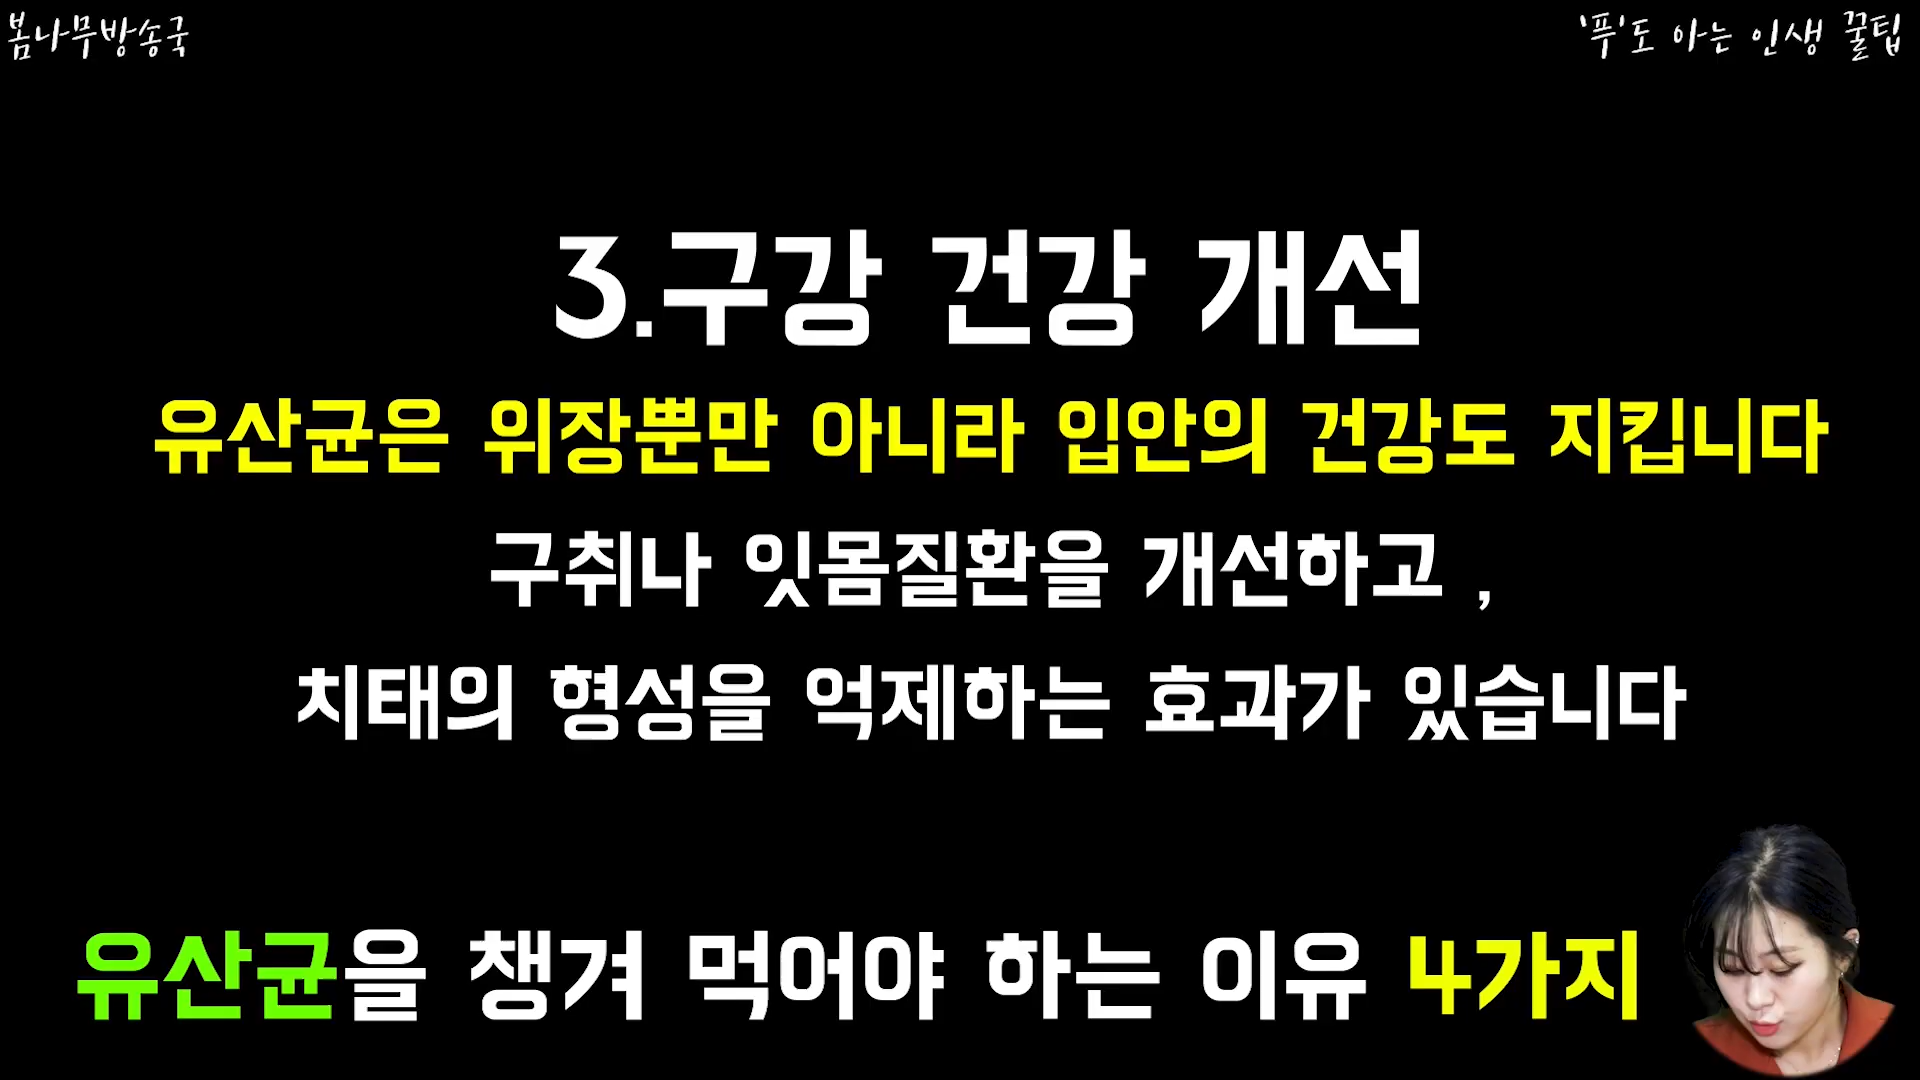 봄나무방송국
'푸'도 아는 인생 꿀팁
3.구강 건강 개선
유산균은 위장뿐만 아니라 입안의 건강도 지킵니다
구취나 잇몸질환을 개선하고 ,
치태의 형성을 억제하는 효과가 있습니다
유산균을 챙겨 먹어야 하는 이유 4가지